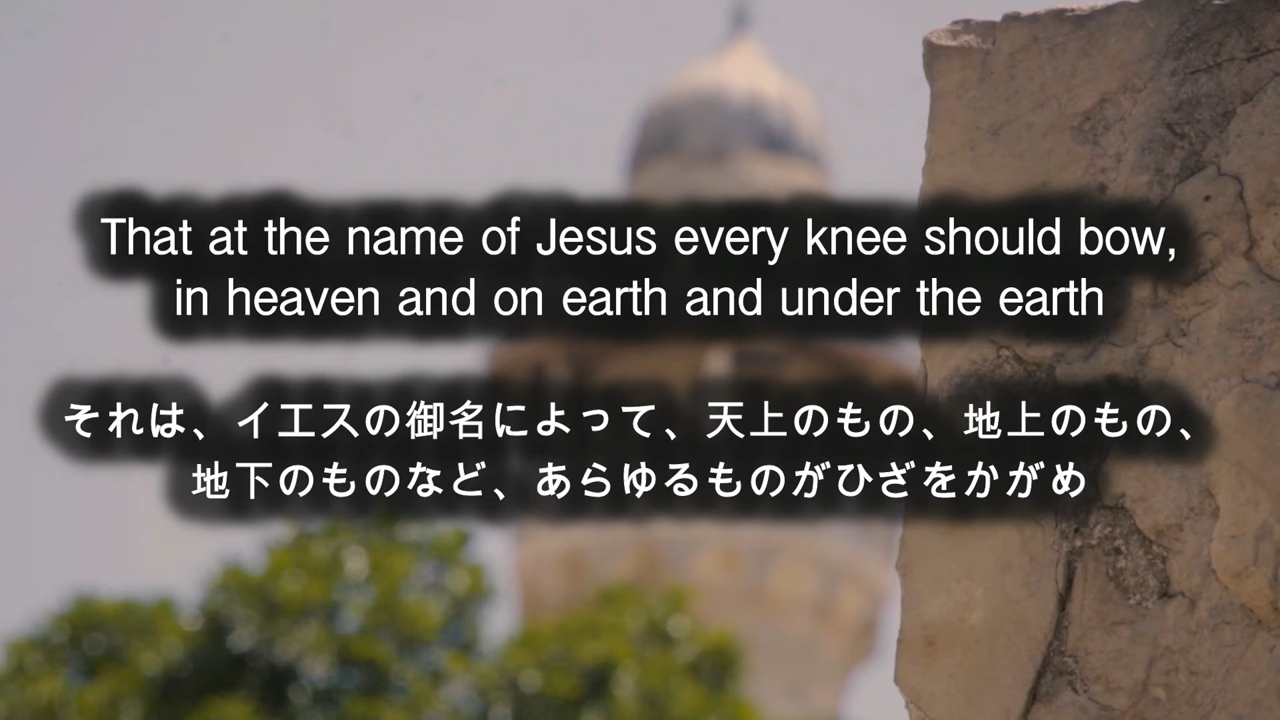 That at the name of Jesus every knee should bow,
in heaven and on earth and under the earth
それは、イエスの御名によって、天上のもの、地上のもの、
地下のものなど、あらゆるものがひざをかがめ